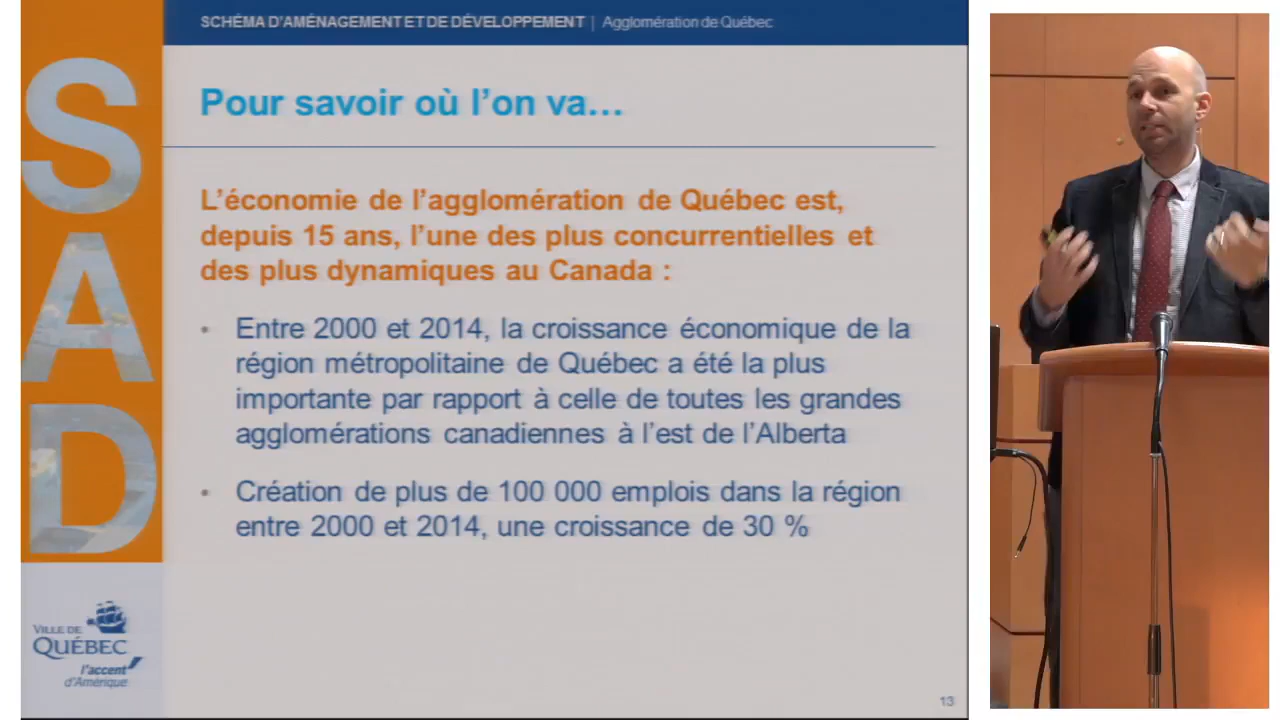 SCHÉMA D'AMÉNAGEMENT ET DE DÉVELOPPEMENT | Agglomération de Québec
SAD
Pour savoir où l'on va…
L'économie de l'agglomération de Québec est,
depuis 15 ans, l'une des plus concurrentielles et
des plus dynamiques au Canada :
• Entre 2000 et 2014, la croissance économique de la
région métropolitaine de Québec a été la plus
importante par rapport à celle de toutes les grandes
agglomérations canadiennes à l'est de l'Alberta
• Création de plus de 100 000 emplois dans la région
entre 2000 et 2014, une croissance de 30 %
VILLE DE
QUÉBEC
l'accent
d'Amérique
13